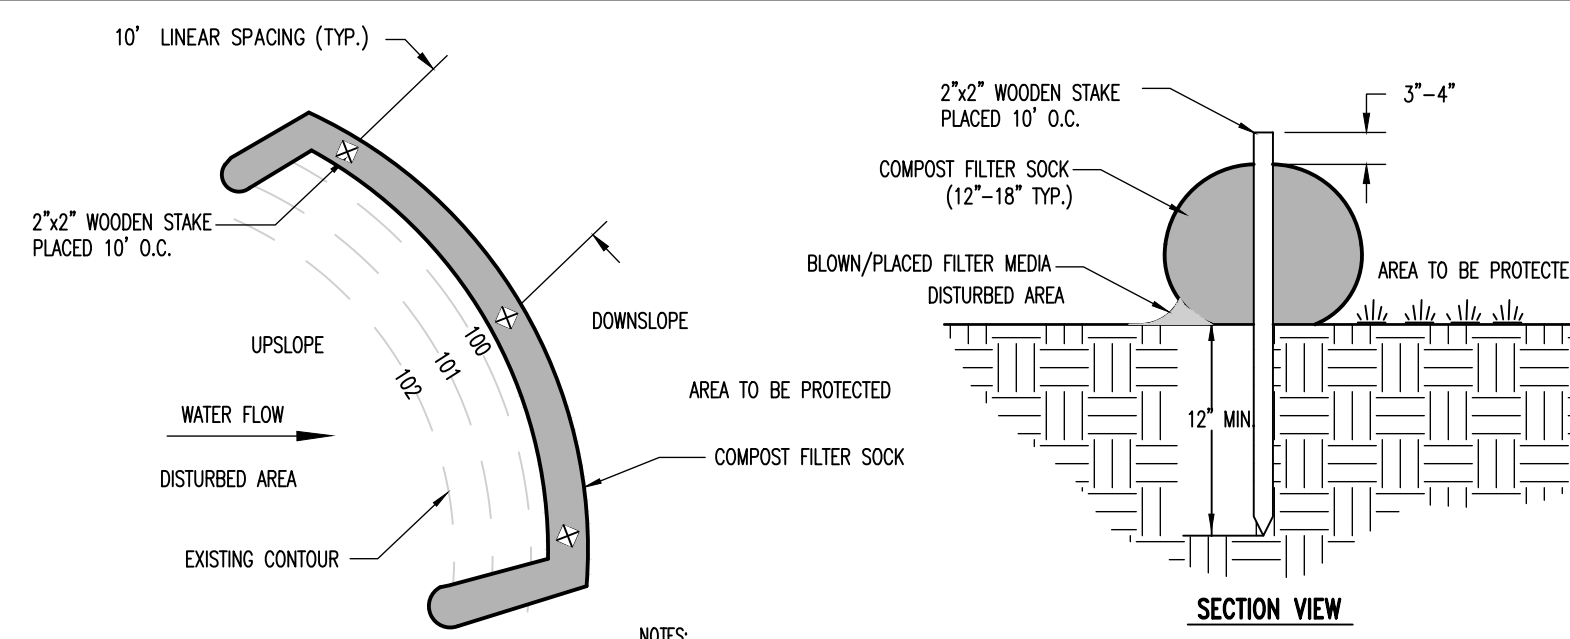 10' LINEAR SPACING (TYP.)
2"x2" WOODEN STAKE
PLACED 10' O.C.
UPSLOPE
WATER FLOW
DISTURBED AREA
EXISTING CONTOUR
102
101
100
DOWNSLOPE
AREA TO BE PROTECTED
COMPOST FILTER SOCK
NOTES:
2"x2" WOODEN STAKE
PLACED 10' O.C.
3"-4"
COMPOST FILTER SOCK
(12"-18" TYP.)
BLOWN/PLACED FILTER MEDIA
DISTURBED AREA
AREA TO BE PROTECTE
12" MIN.
SECTION VIEW